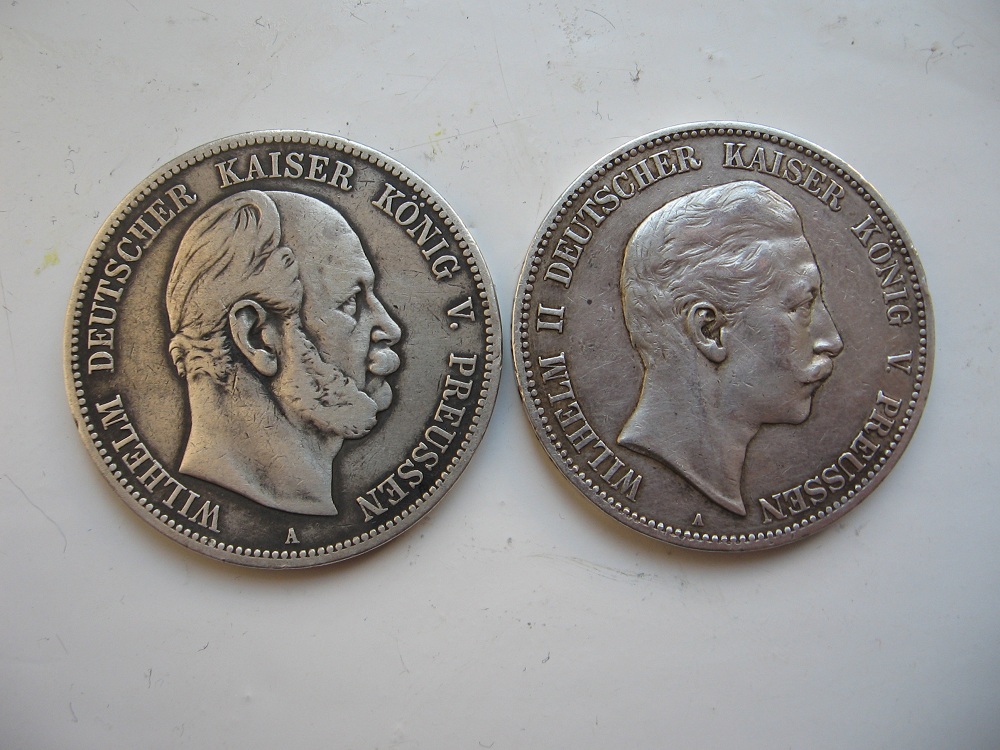 WILHELM DEUTSCHER KAISER KÖNIG V. PREUSSEN
A
WILHELM II DEUTSCHER KAISER KÖNIG V PREUSSEN
A